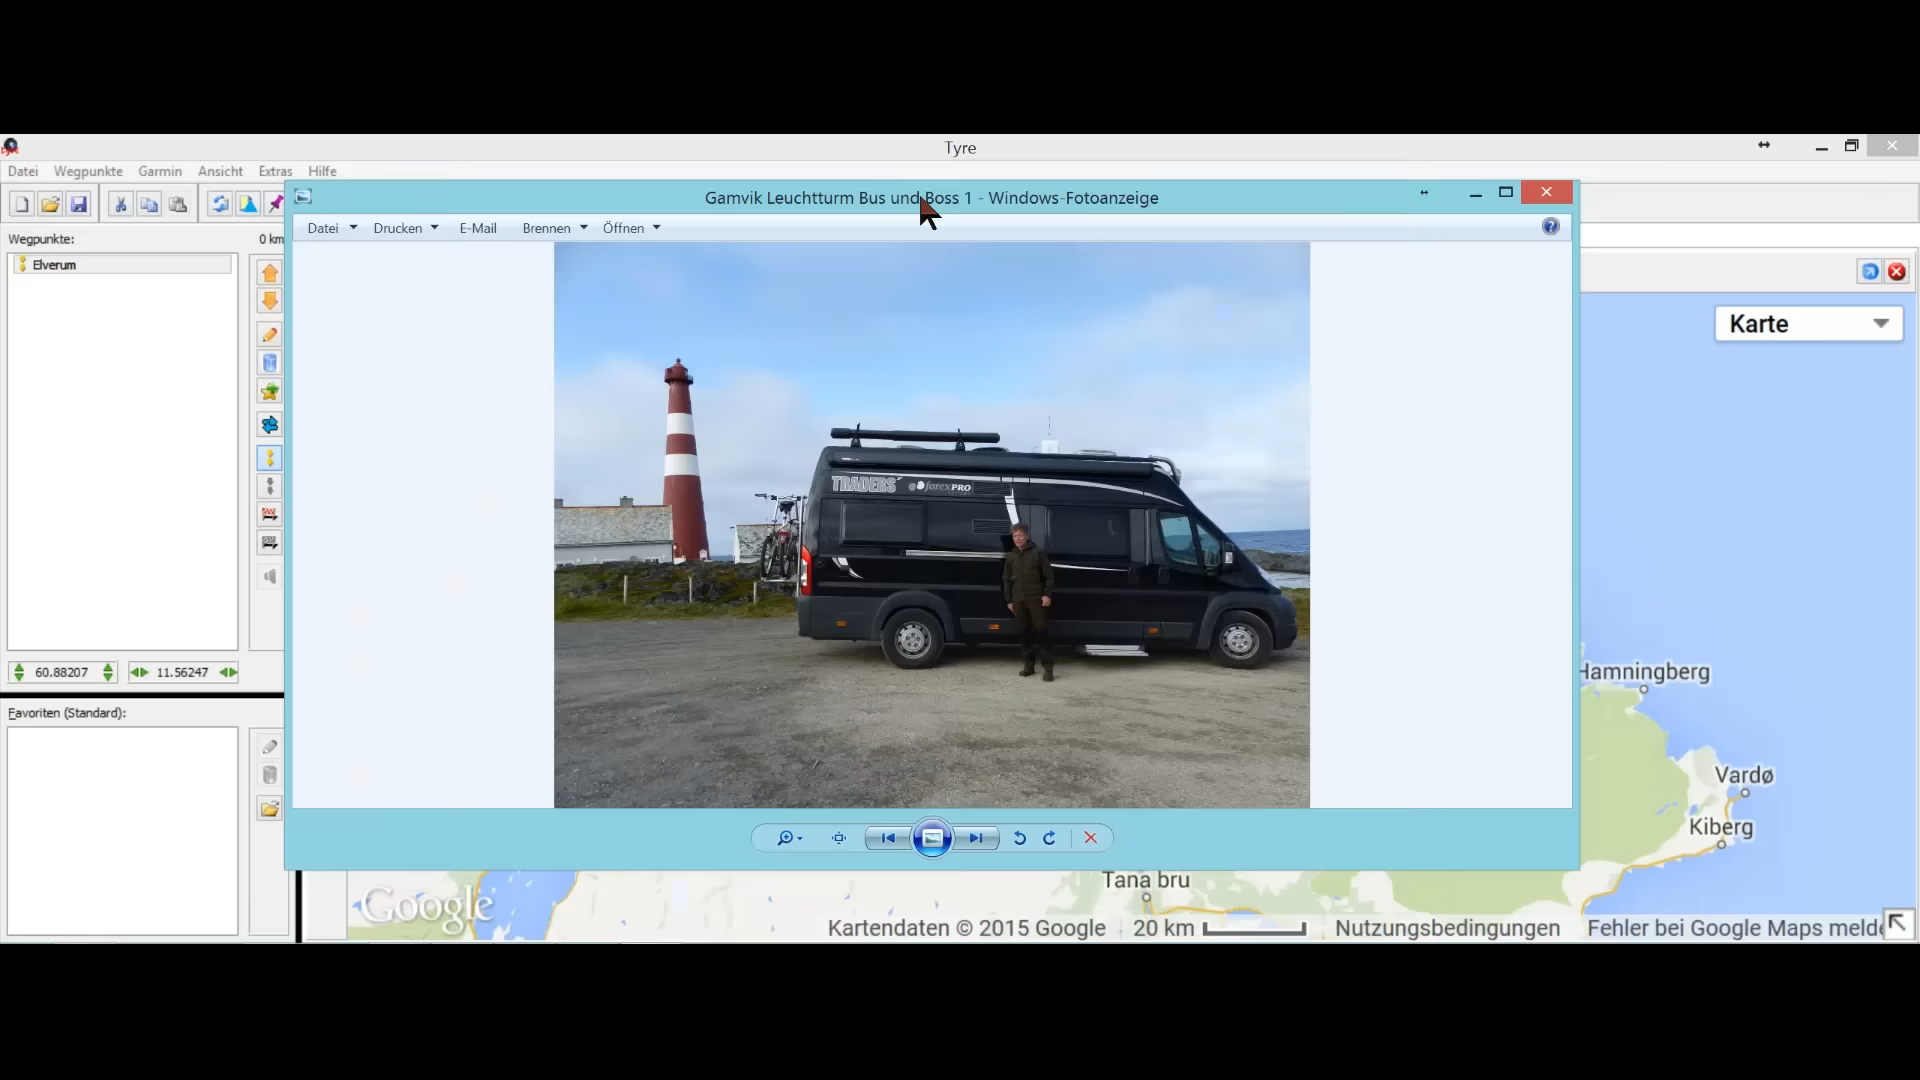 Tyre
Datei Wegpunkte Garmin Ansicht Extras Hilfe
Gamvik Leuchtturm Bus und Boss 1 - Windows-Fotoanzeige
Datei Drucken E-Mail Brennen Öffnen
Wegpunkte: 0 km
Elverum
60.88207 11.56247
Favoriten (Standard):
TRADERS' forexPRO
Karte
Hamningberg
Vardø
Kiberg
Tana bru
Google
Kartendaten © 2015 Google 20 km Nutzungsbedingungen Fehler bei Google Maps melde